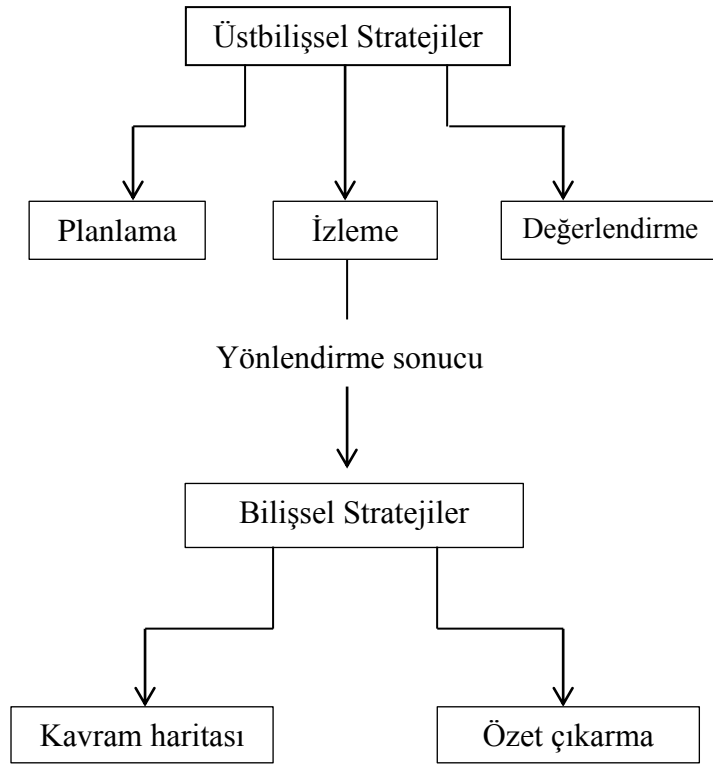 Üstbilişsel Stratejiler
Planlama
İzleme
Değerlendirme
Yönlendirme sonucu
Bilişsel Stratejiler
Kavram haritası
Özet çıkarma